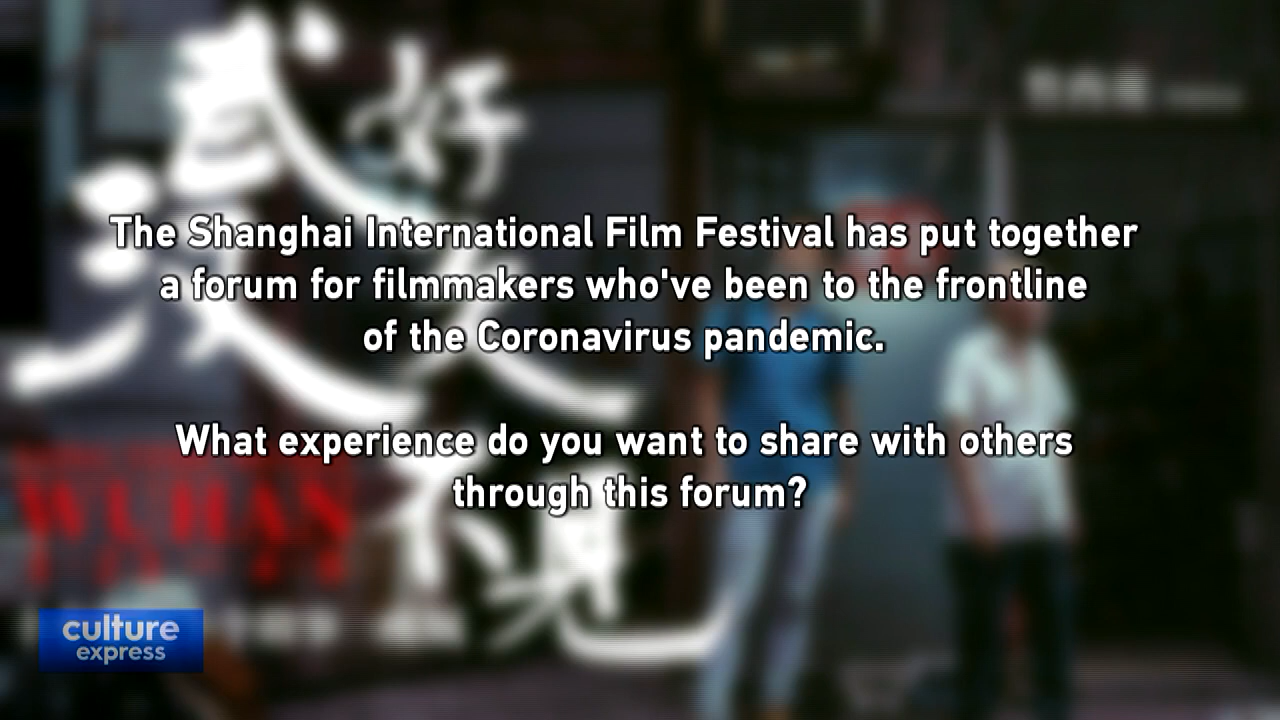 The Shanghai International Film Festival has put together
a forum for filmmakers who've been to the frontline
of the Coronavirus pandemic.
What experience do you want to share with others
through this forum?
WUHAN
culture
express